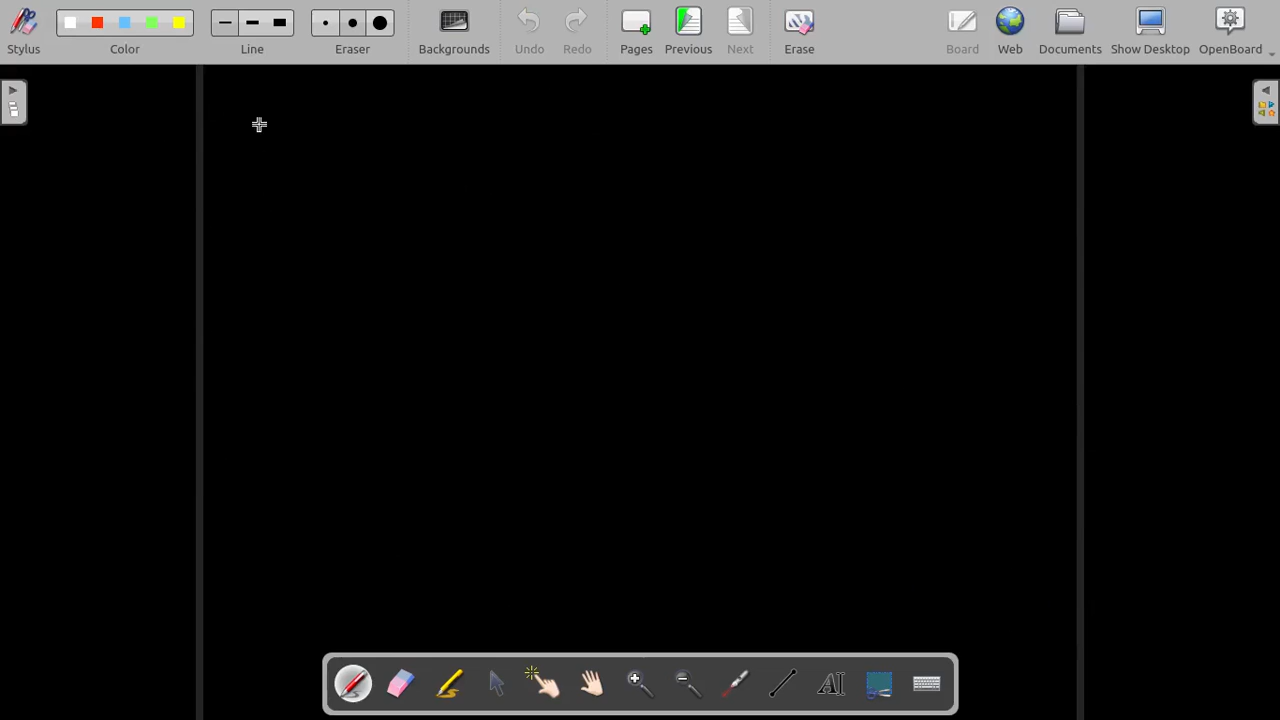 Stylus
Color
Line
Eraser
Backgrounds
Undo
Redo
Pages
Previous
Next
Erase
Board
Web
Documents
Show Desktop
OpenBoard